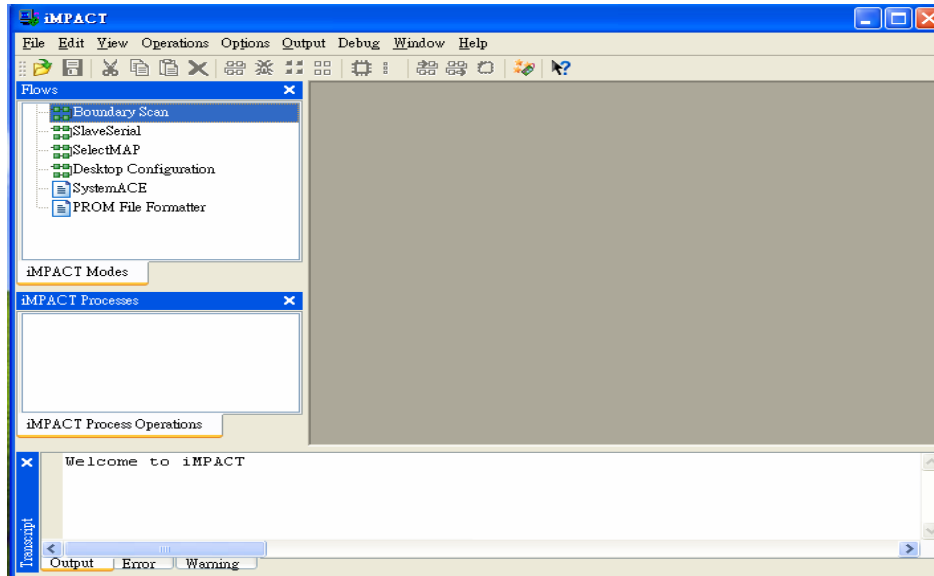 iMPACT
File Edit View Operations Options Output Debug Window Help
Flows
Boundary Scan
SlaveSerial
SelectMAP
Desktop Configuration
SystemACE
PROM File Formatter
iMPACT Modes
iMPACT Processes
iMPACT Process Operations
Welcome to iMPACT
Transcript
Output Error Warning